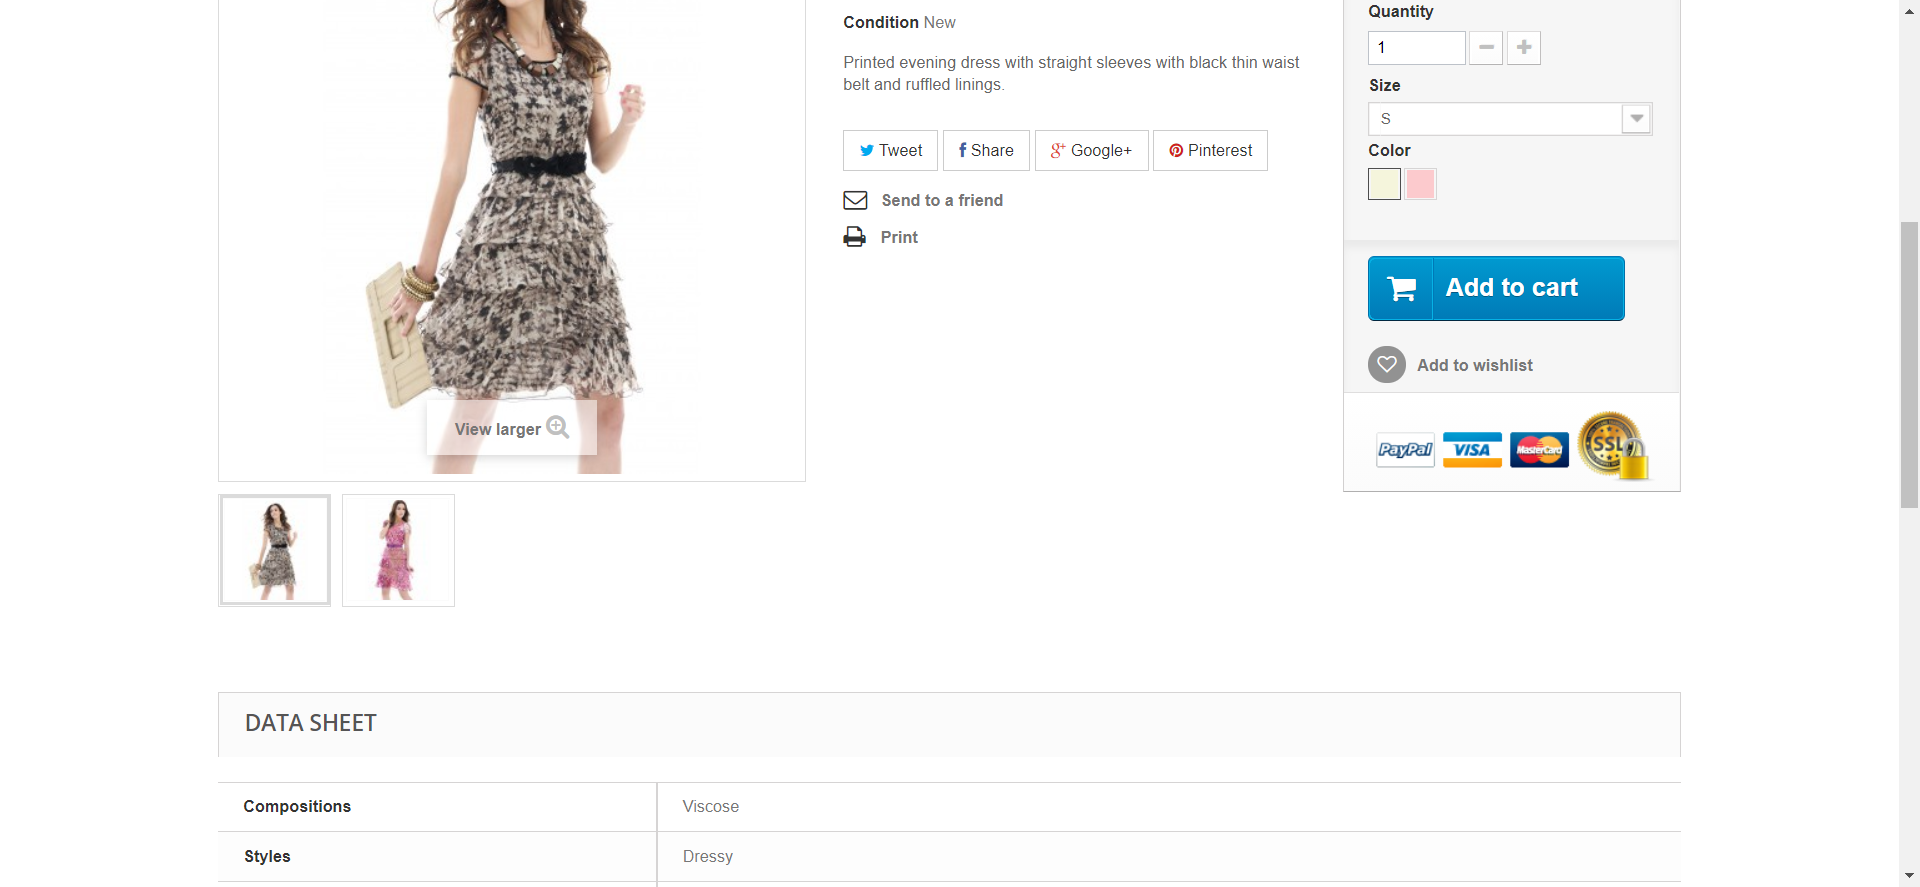 Condition New
Printed evening dress with straight sleeves with black thin waist
belt and ruffled linings.
Tweet
Share
Google+
Pinterest
Send to a friend
Print
View larger
Quantity
1
Size
S
Color
Add to cart
Add to wishlist
PayPal
VISA
MasterCard
SSL
DATA SHEET
Compositions
Viscose
Styles
Dressy